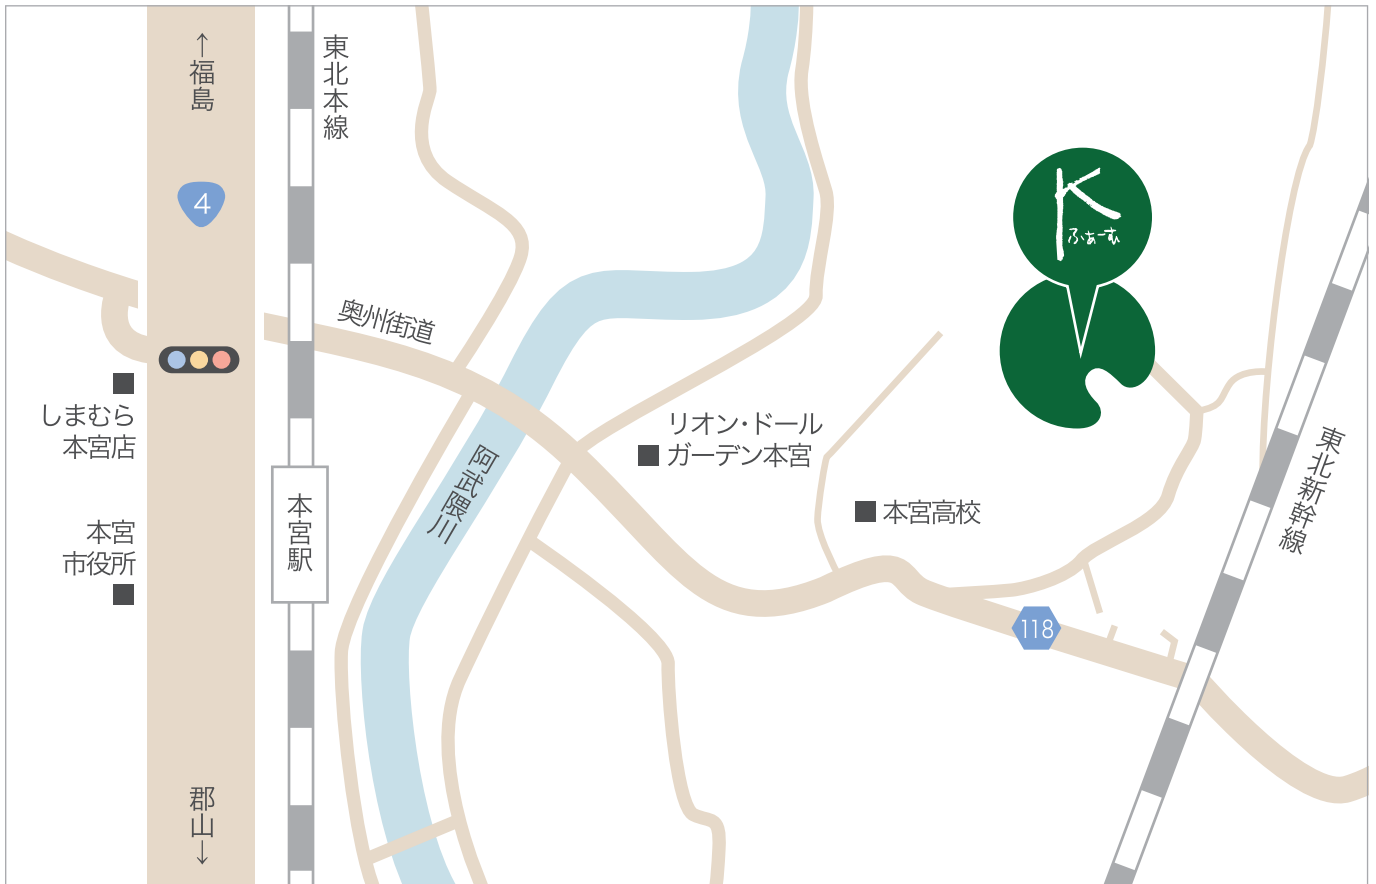 ↑福島
東北本線
4
奥州街道
しまむら
本宮店
本宮
市役所
本宮駅
郡山↓
阿武隈川
リオン・ドール
ガーデン本宮
本宮高校
K
ふぁーむ
118
東北新幹線